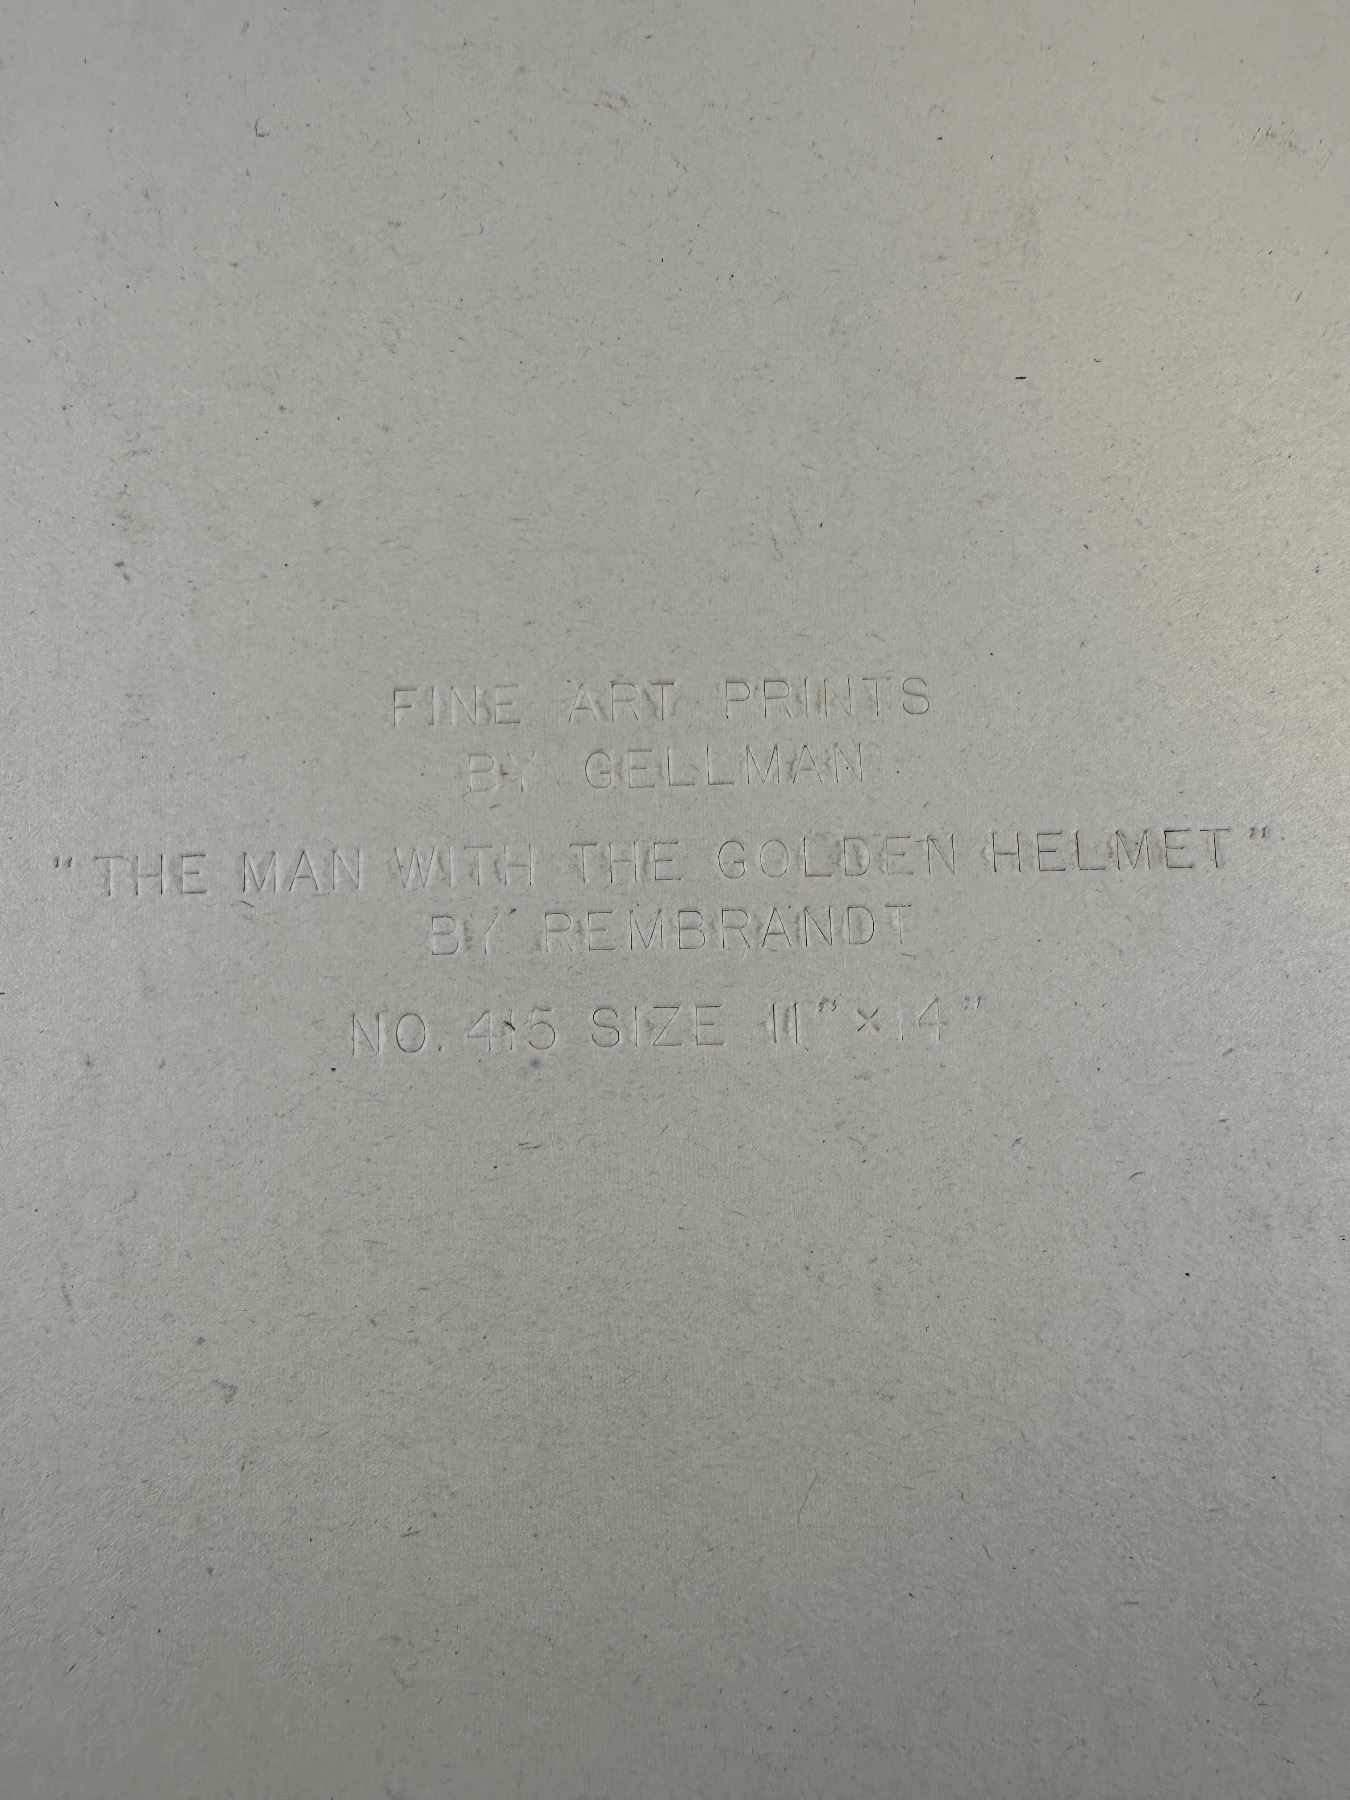 FINE ART PRINTS
BY GELLMAN
"THE MAN WITH THE GOLDEN HELMET"
BY REMBRANDT
NO. 415 SIZE 11" × 14"